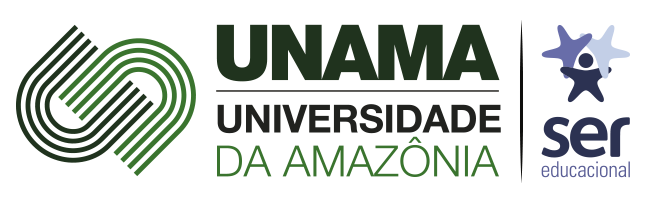 UNAMA
UNIVERSIDADE
DA AMAZÔNIA
ser
educacional